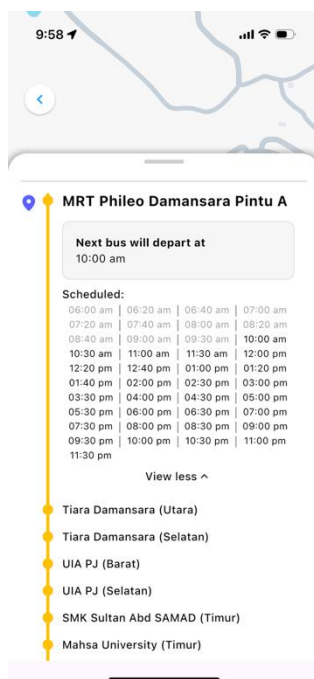 9:58
MRT Phileo Damansara Pintu A
Next bus will depart at
10:00 am
Scheduled:
06:00 am | 06:20 am | 06:40 am | 07:00 am
07:20 am | 07:40 am | 08:00 am | 08:20 am
08:40 am | 09:00 am | 09:30 am | 10:00 am
10:30 am | 11:00 am | 11:30 am | 12:00 pm
12:20 pm | 12:40 pm | 01:00 pm | 01:20 pm
01:40 pm | 02:00 pm | 02:30 pm | 03:00 pm
03:30 pm | 04:00 pm | 04:30 pm | 05:00 pm
05:30 pm | 06:00 pm | 06:30 pm | 07:00 pm
07:30 pm | 08:00 pm | 08:30 pm | 09:00 pm
09:30 pm | 10:00 pm | 10:30 pm | 11:00 pm
11:30 pm
View less
Tiara Damansara (Utara)
Tiara Damansara (Selatan)
UIA PJ (Barat)
UIA PJ (Selatan)
SMK Sultan Abd SAMAD (Timur)
Mahsa University (Timur)